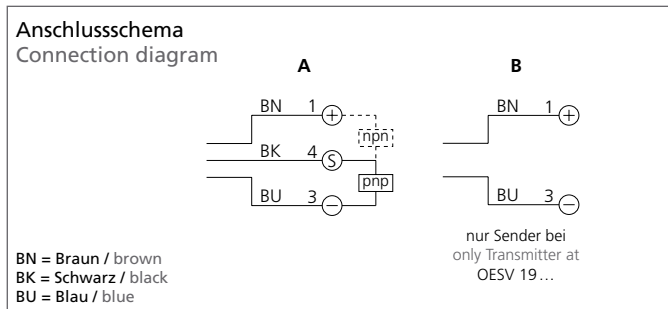 Anschlussschema
Connection diagram
A
B
BN 1 +
npn
BK 4 S
pnp
BU 3 −
BN 1 +
BU 3 −
nur Sender bei
only Transmitter at
OESV 19…
BN = Braun / brown
BK = Schwarz / black
BU = Blau / blue